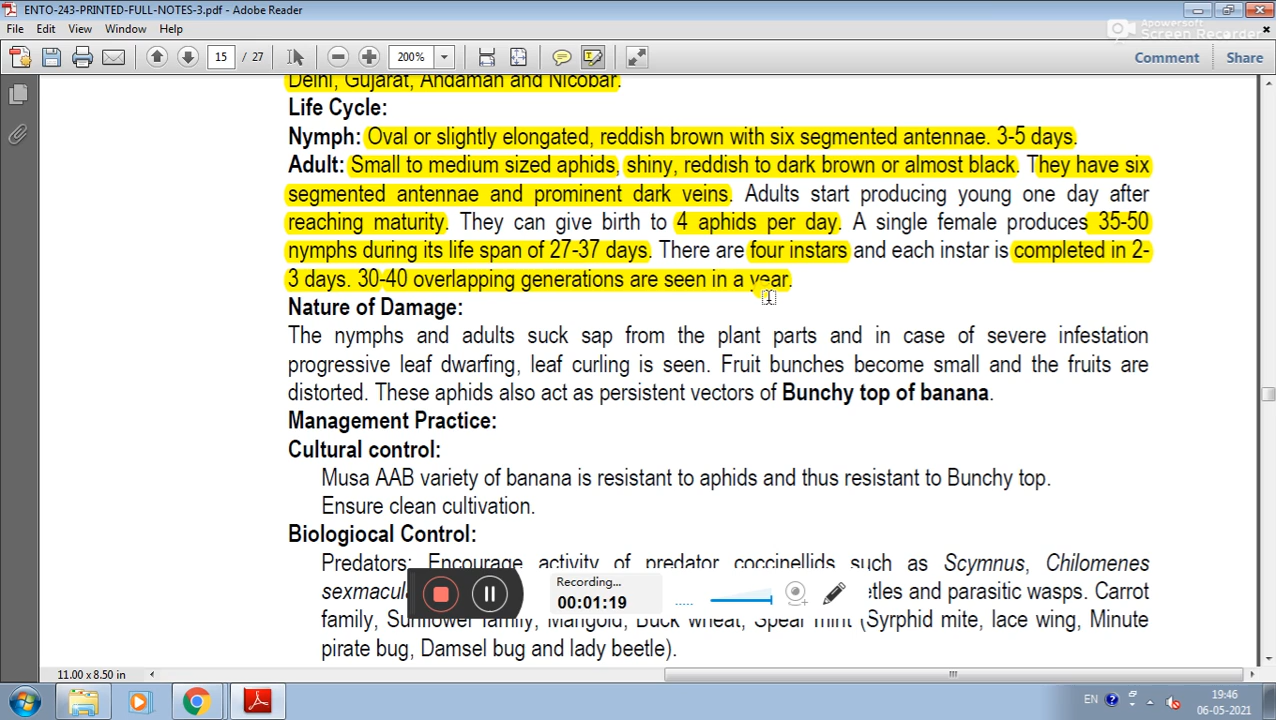 ENTO-243-PRINTED-FULL-NOTES-3.pdf - Adobe Reader
Apowersoft
Screen Recorder
File Edit View Window Help
15 / 27 200% Comment Share
Delhi, Gujarat, Andaman and Nicobar.
Life Cycle:
Nymph: Oval or slightly elongated, reddish brown with six segmented antennae. 3-5 days.
Adult: Small to medium sized aphids, shiny, reddish to dark brown or almost black. They have six
segmented antennae and prominent dark veins. Adults start producing young one day after
reaching maturity. They can give birth to 4 aphids per day. A single female produces 35-50
nymphs during its life span of 27-37 days. There are four instars and each instar is completed in 2-
3 days. 30-40 overlapping generations are seen in a year.
Nature of Damage:
The nymphs and adults suck sap from the plant parts and in case of severe infestation
progressive leaf dwarfing, leaf curling is seen. Fruit bunches become small and the fruits are
distorted. These aphids also act as persistent vectors of Bunchy top of banana.
Management Practice:
Cultural control:
Musa AAB variety of banana is resistant to aphids and thus resistant to Bunchy top.
Ensure clean cultivation.
Biologiocal Control:
Predators: Encourage activity of predator coccinellids such as Scymnus, Chilomenes
sexmacul etles and parasitic wasps. Carrot
Recording...
00:01:19
family, Sunflower family, Marigold, Buck wheat, Spear mint (Syrphid mite, lace wing, Minute
pirate bug, Damsel bug and lady beetle).
11.00 x 8.50 in
EN 19:46
06-05-2021